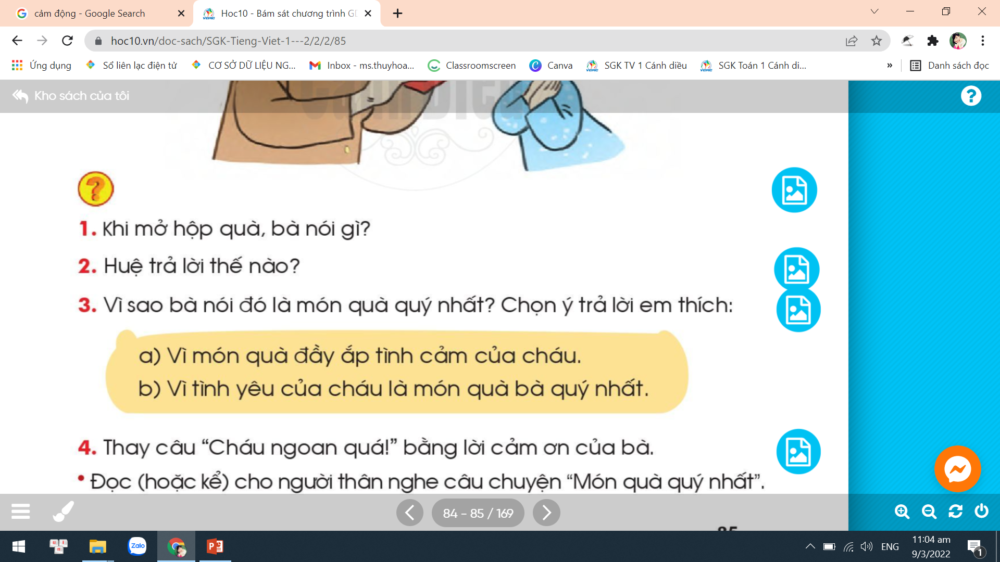 cảm động - Google Search
Hoc10 - Bám sát chương trình GD
hoc10.vn/doc-sach/SGK-Tieng-Viet-1---2/2/2/85
Ứng dụng
Sổ liên lạc điện tử
CƠ SỞ DỮ LIỆU NG...
Inbox - ms.thuyhoa...
Classroomscreen
Canva
SGK TV 1 Cánh diều
SGK Toán 1 Cánh di...
Danh sách đọc
Kho sách của tôi
1. Khi mở hộp quà, bà nói gì?
2. Huệ trả lời thế nào?
3. Vì sao bà nói đó là món quà quý nhất? Chọn ý trả lời em thích:
a) Vì món quà đầy ắp tình cảm của cháu.
b) Vì tình yêu của cháu là món quà bà quý nhất.
4. Thay câu “Cháu ngoan quá!” bằng lời cảm ơn của bà.
• Đọc (hoặc kể) cho người thân nghe câu chuyện “Món quà quý nhất”.
84 - 85 / 169
85
Zalo
ENG
11:04 am
9/3/2022
1